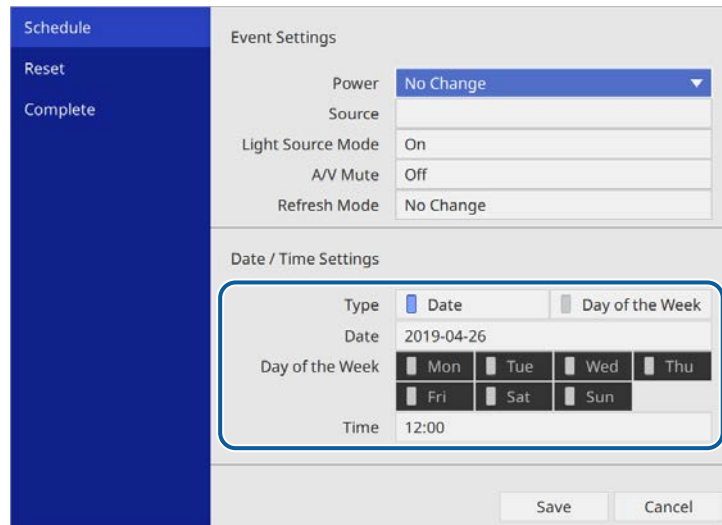 Schedule
Reset
Complete
Event Settings
Power No Change
Source
Light Source Mode On
A/V Mute Off
Refresh Mode No Change
Date / Time Settings
Type Date Day of the Week
Date 2019-04-26
Day of the Week Mon Tue Wed Thu
Fri Sat Sun
Time 12:00
Save Cancel